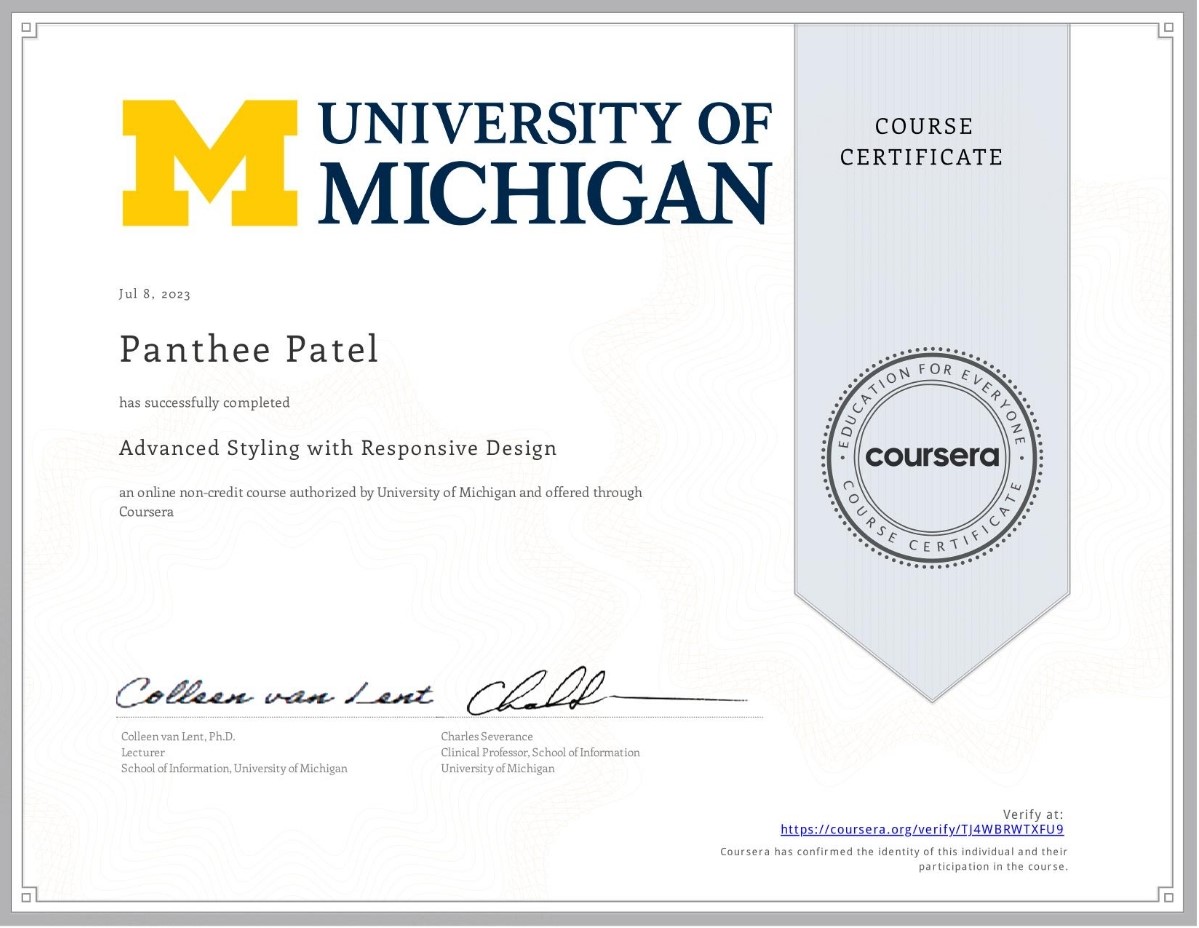 UNIVERSITY OF
MICHIGAN
COURSE
CERTIFICATE
Jul 8, 2023
Panthee Patel
has successfully completed
Advanced Styling with Responsive Design
an online non-credit course authorized by University of Michigan and offered through
Coursera
EDUCATION FOR EVERYONE
coursera
COURSE CERTIFICATE
Colleen van Lent
Colleen van Lent, Ph.D.
Lecturer
School of Information, University of Michigan
Charles Severance
Clinical Professor, School of Information
University of Michigan
Verify at:
https://coursera.org/verify/TJ4WBRWTXFU9
Coursera has confirmed the identity of this individual and their
participation in the course.